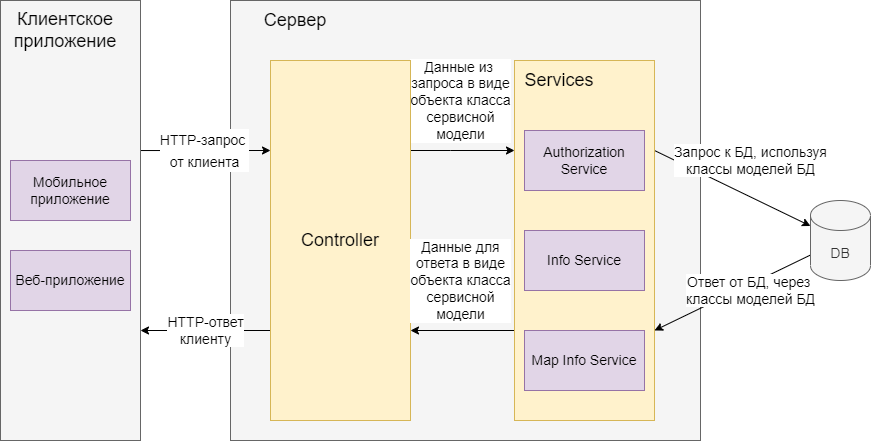 Клиентское
приложение
Мобильное
приложение
Веб-приложение
HTTP-запрос
от клиента
HTTP-ответ
клиенту
Сервер
Controller
Данные из
запроса в виде
объекта класса
сервисной
модели
Данные для
ответа в виде
объекта класса
сервисной
модели
Services
Authorization
Service
Info Service
Map Info Service
Запрос к БД, используя
классы моделей БД
DB
Ответ от БД, через
классы моделей БД